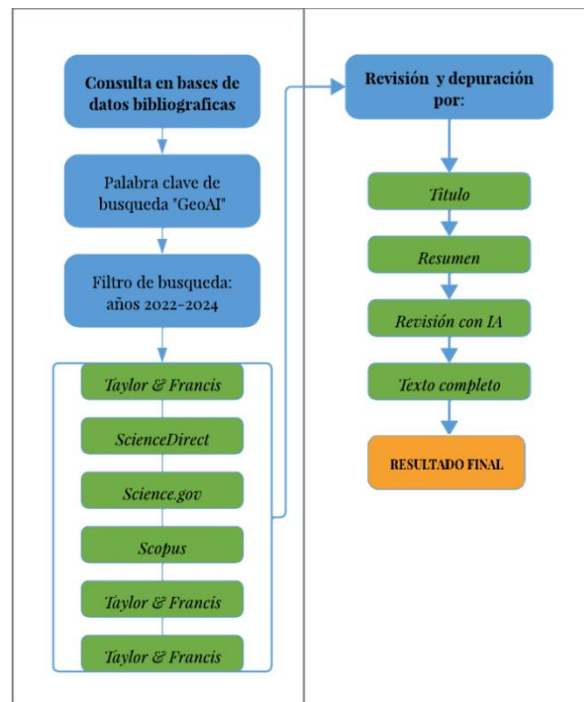 Consulta en bases de
datos bibliograficas
Palabra clave de
busqueda "GeoAI"
Filtro de busqueda:
años 2022-2024
Taylor & Francis
ScienceDirect
Science.gov
Scopus
Taylor & Francis
Taylor & Francis
Revisión y depuración
por:
Titulo
Resumen
Revisión con IA
Texto completo
RESULTADO FINAL